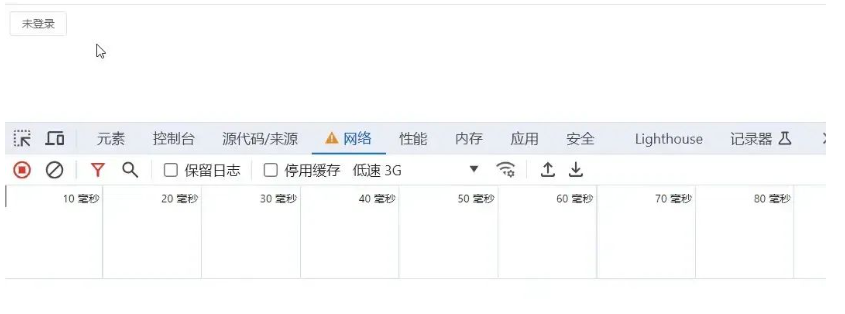 未登录
元素 控制台 源代码/来源 网络 性能 内存 应用 安全 Lighthouse 记录器
保留日志 停用缓存 低速 3G
10 毫秒 20 毫秒 30 毫秒 40 毫秒 50 毫秒 60 毫秒 70 毫秒 80 毫秒